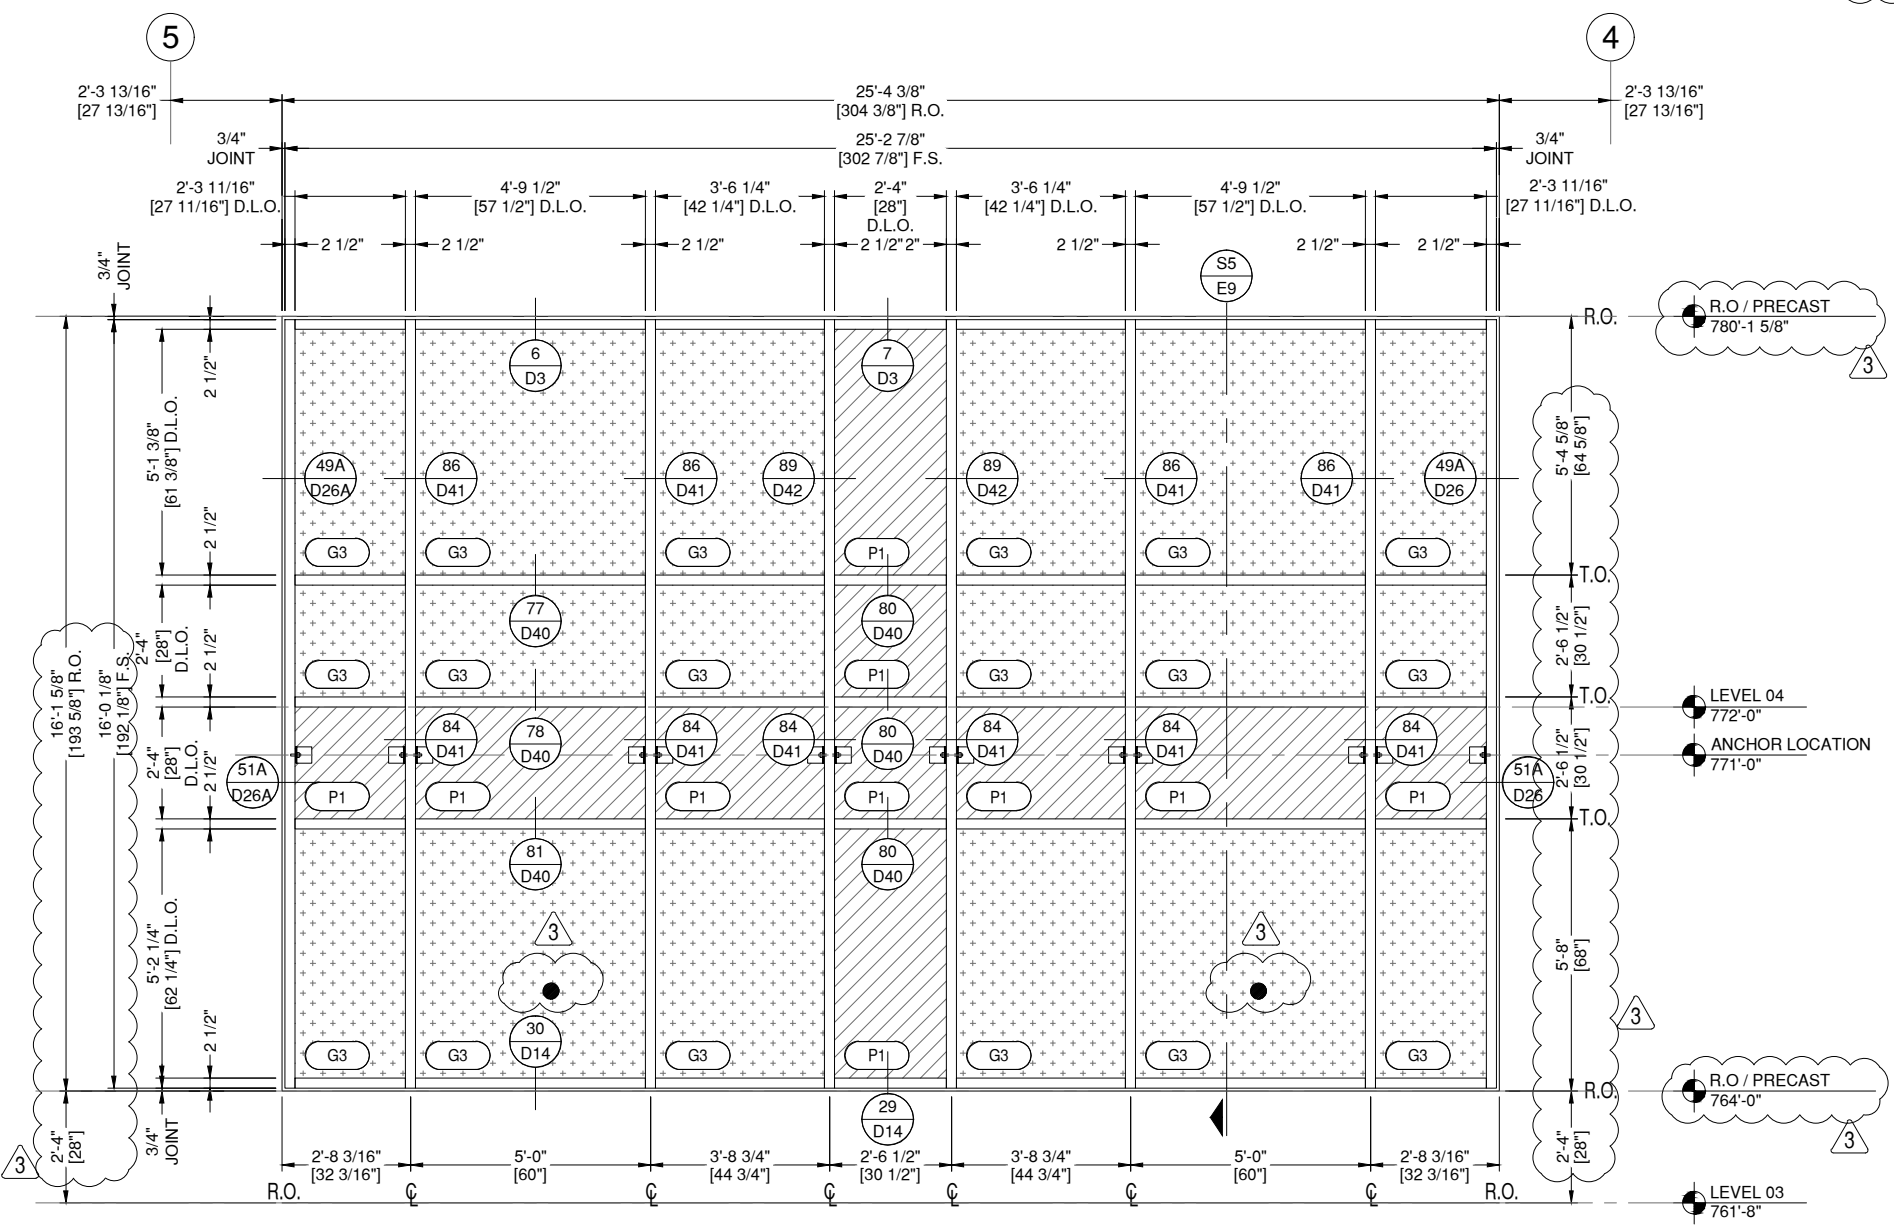 5
4
2'-3 13/16"
[27 13/16"]
25'-4 3/8"
[304 3/8"] R.O.
2'-3 13/16"
[27 13/16"]
3/4"
JOINT
25'-2 7/8"
[302 7/8"] F.S.
3/4"
JOINT
2'-3 11/16"
[27 11/16"] D.L.O.
4'-9 1/2"
[57 1/2"] D.L.O.
3'-6 1/4"
[42 1/4"] D.L.O.
2'-4"
[28"]
D.L.O.
3'-6 1/4"
[42 1/4"] D.L.O.
4'-9 1/2"
[57 1/2"] D.L.O.
2'-3 11/16"
[27 11/16"] D.L.O.
2 1/2"
2 1/2"
2 1/2"
2 1/2" 2"
2 1/2"
2 1/2"
2 1/2"
3/4"
JOINT
S5
E9
R.O.
R.O / PRECAST
780'-1 5/8"
3
6
D3
7
D3
2 1/2"
5'-1 3/8"
[61 3/8"] D.L.O.
2 1/2"
5'-4 5/8"
[64 5/8"]
49A
D26A
86
D41
86
D41
89
D42
89
D42
86
D41
86
D41
49A
D26
G3
G3
G3
P1
G3
G3
G3
T.O.
77
D40
80
D40
2'-4"
[28"]
D.L.O.
2 1/2"
2'-6 1/2"
[30 1/2"]
G3
G3
G3
P1
G3
G3
G3
T.O.
LEVEL 04
772'-0"
16'-1 5/8"
[193 5/8"] R.O.
16'-0 1/8"
[192 1/8"] F.S.
84
D41
78
D40
84
D41
84
D41
80
D40
84
D41
84
D41
84
D41
ANCHOR LOCATION
771'-0"
2'-4"
[28"]
D.L.O.
2 1/2"
2'-6 1/2"
[30 1/2"]
51A
D26A
51A
D26
P1
P1
P1
P1
P1
P1
P1
T.O.
81
D40
80
D40
3
3
5'-2 1/4"
[62 1/4"] D.L.O.
5'-8"
[68"]
3
2 1/2"
30
D14
G3
G3
G3
P1
G3
G3
G3
R.O.
R.O / PRECAST
764'-0"
3
29
D14
3
2'-4"
[28"]
3/4"
JOINT
2'-4"
[28"]
2'-8 3/16"
[32 3/16"]
5'-0"
[60"]
3'-8 3/4"
[44 3/4"]
2'-6 1/2"
[30 1/2"]
3'-8 3/4"
[44 3/4"]
5'-0"
[60"]
2'-8 3/16"
[32 3/16"]
R.O.
℄
℄
℄
℄
℄
℄
R.O.
LEVEL 03
761'-8"